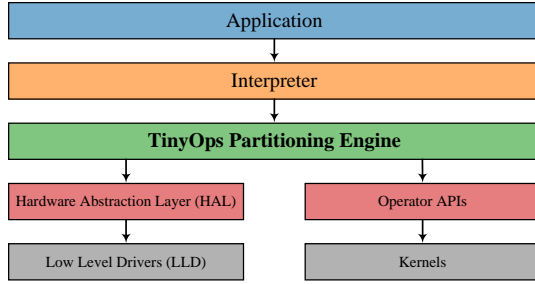 Application
Interpreter
TinyOps Partitioning Engine
Hardware Abstraction Layer (HAL)
Operator APIs
Low Level Drivers (LLD)
Kernels